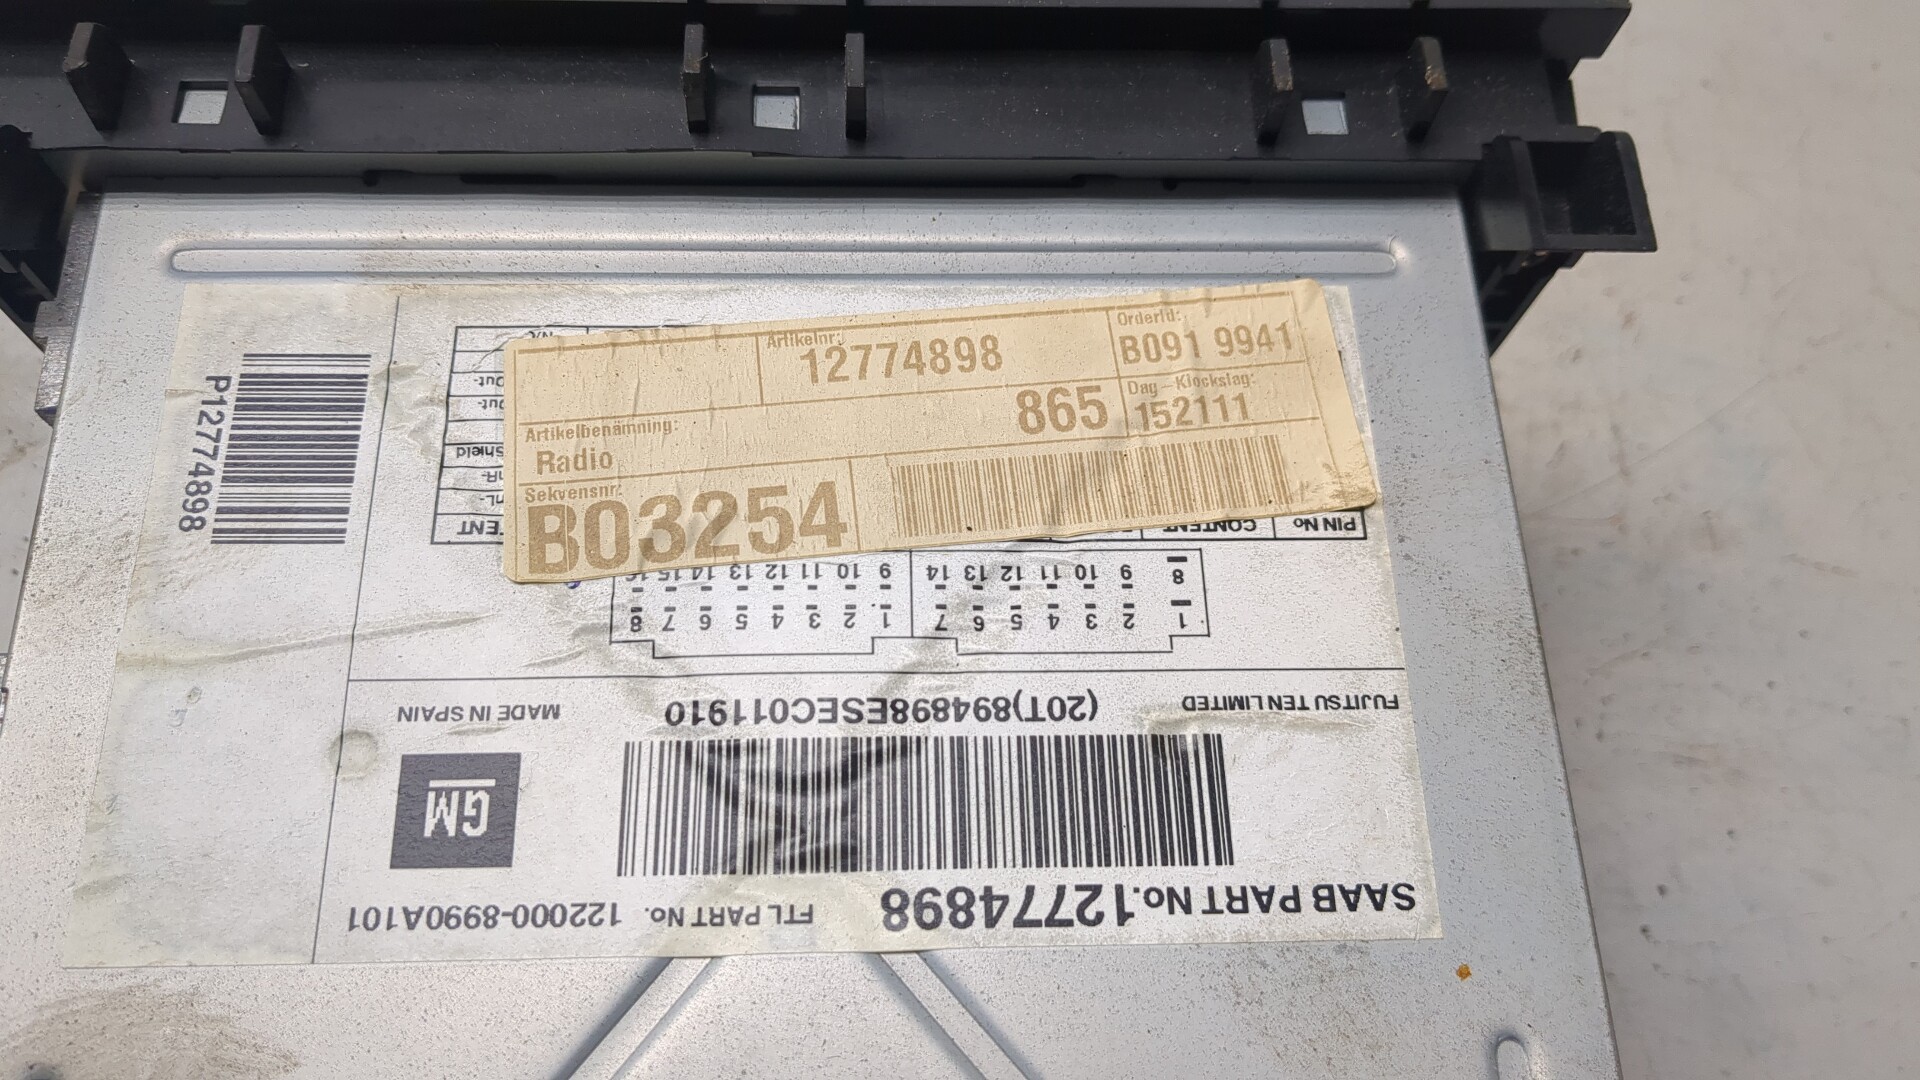 Artikelnr:
12774898
OrderId:
B091 9941
Artikelbenämning:
Radio
865
Dag - Klockslag:
152111
Sekvensnr:
B03254
P12774898
SAAB PART No.12774898
FTL PART No. 122000-8990A101
GM
FUJITSU TEN LIMITED
(20T)894898ESEC011910
MADE IN SPAIN
1 2 3 4 5 6 7
8 9 10 11 12 13 14
1 2 3 4 5 6 7 8
9 10 11 12 13 14 15 16
PIN No
CONTENT
Shield